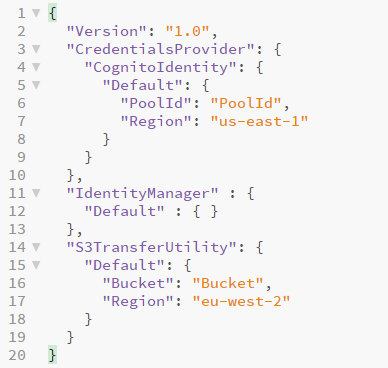 1 {
2   "Version": "1.0",
3   "CredentialsProvider": {
4     "CognitoIdentity": {
5       "Default": {
6         "PoolId": "PoolId",
7         "Region": "us-east-1"
8       }
9     }
10   },
11   "IdentityManager" : {
12     "Default" : { }
13   },
14   "S3TransferUtility": {
15     "Default": {
16       "Bucket": "Bucket",
17       "Region": "eu-west-2"
18     }
19   }
20 }